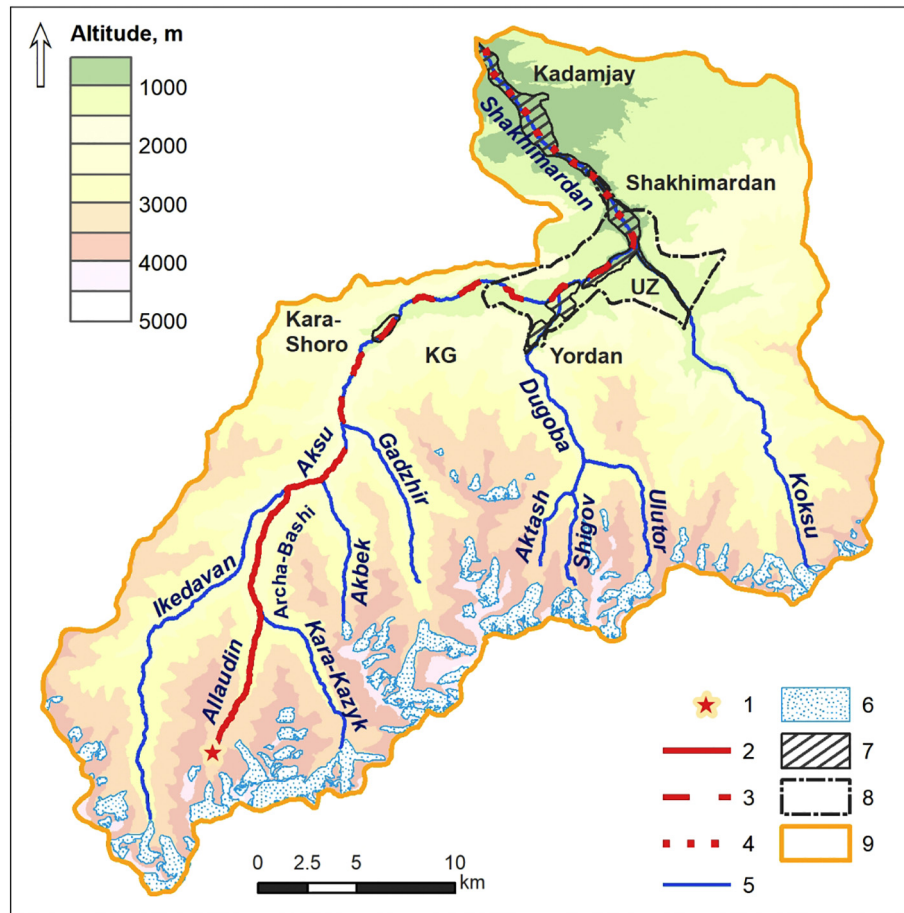 Altitude, m
1000
2000
3000
4000
5000
Kadamjay
Shakhimardan
Shakhimardan
UZ
Kara-
Shoro
KG
Yordan
Dugoba
Aksu
Gadzhir
Koksu
Aktash
Shigov
Ulutor
Ikedavan
Archa-Bashi
Akbek
Allaudin
Kara-Kazyk
1
2
3
4
5
6
7
8
9
0 2.5 5 10
km